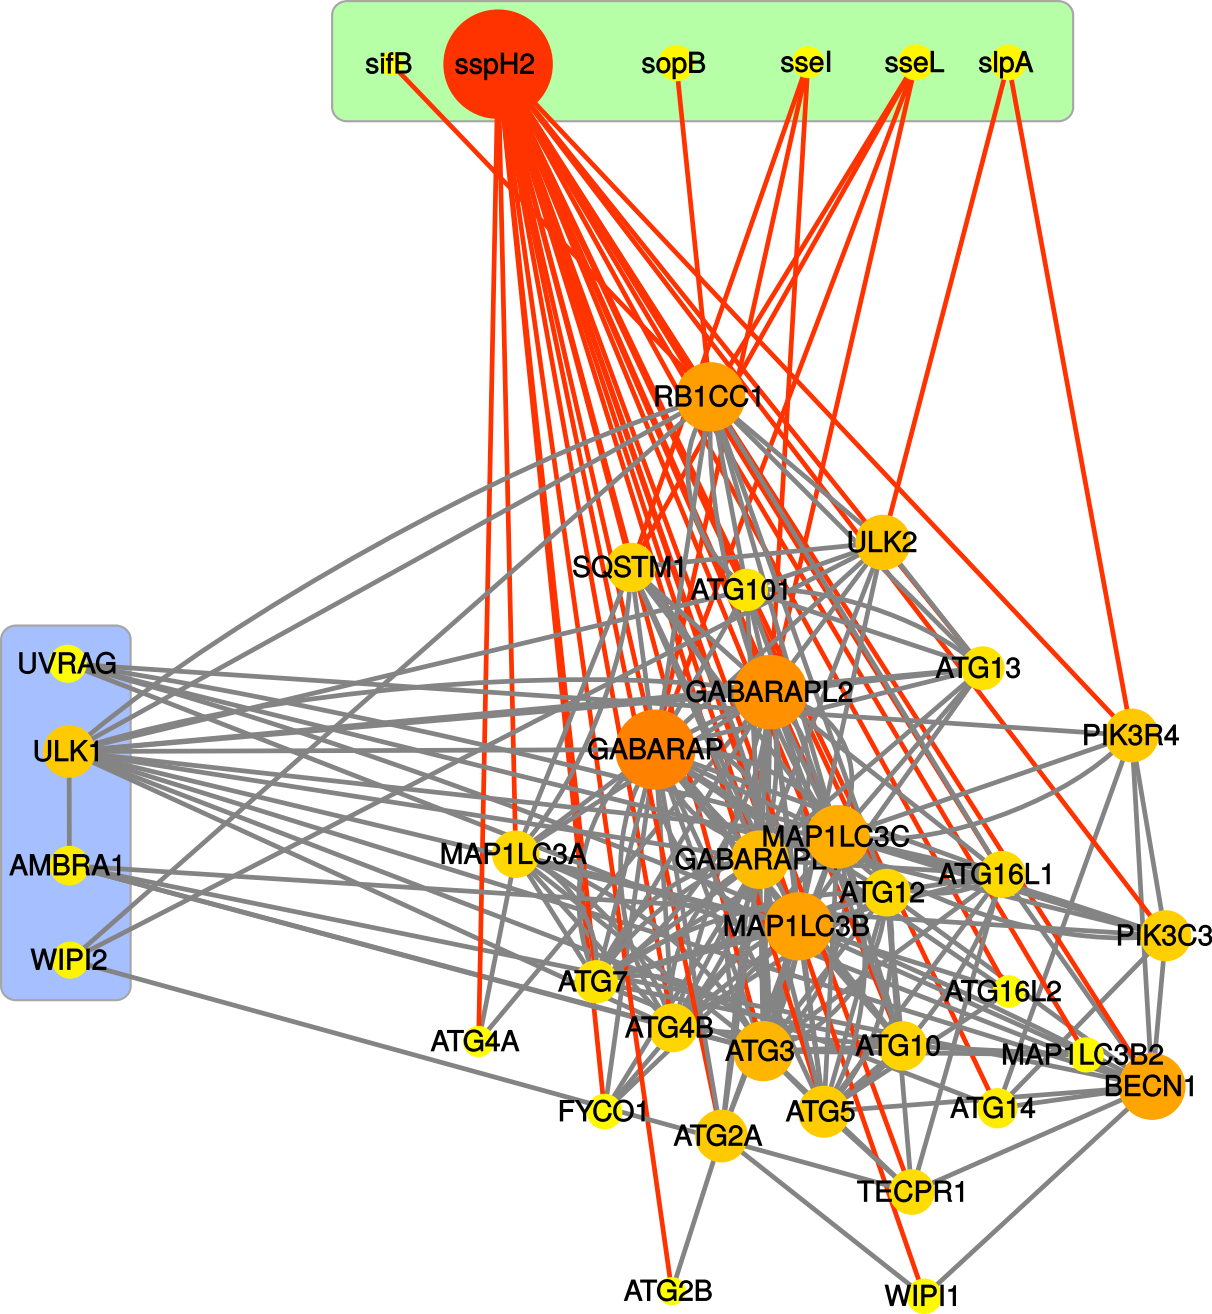 sifB
sspH2
sopB
sseI
sseL
slpA
RB1CC1
ULK2
SQSTM1
ATG101
UVRAG
ATG13
GABARAPL2
ULK1
GABARAP
PIK3R4
MAP1LC3C
MAP1LC3A
GABARAPL
AMBRA1
ATG16L1
ATG12
MAP1LC3B
PIK3C3
WIPI2
ATG7
ATG16L2
ATG4B
ATG4A
ATG3
ATG10
MAP1LC3B2
BECN1
FYCO1
ATG5
ATG14
ATG2A
TECPR1
ATG2B
WIPI1